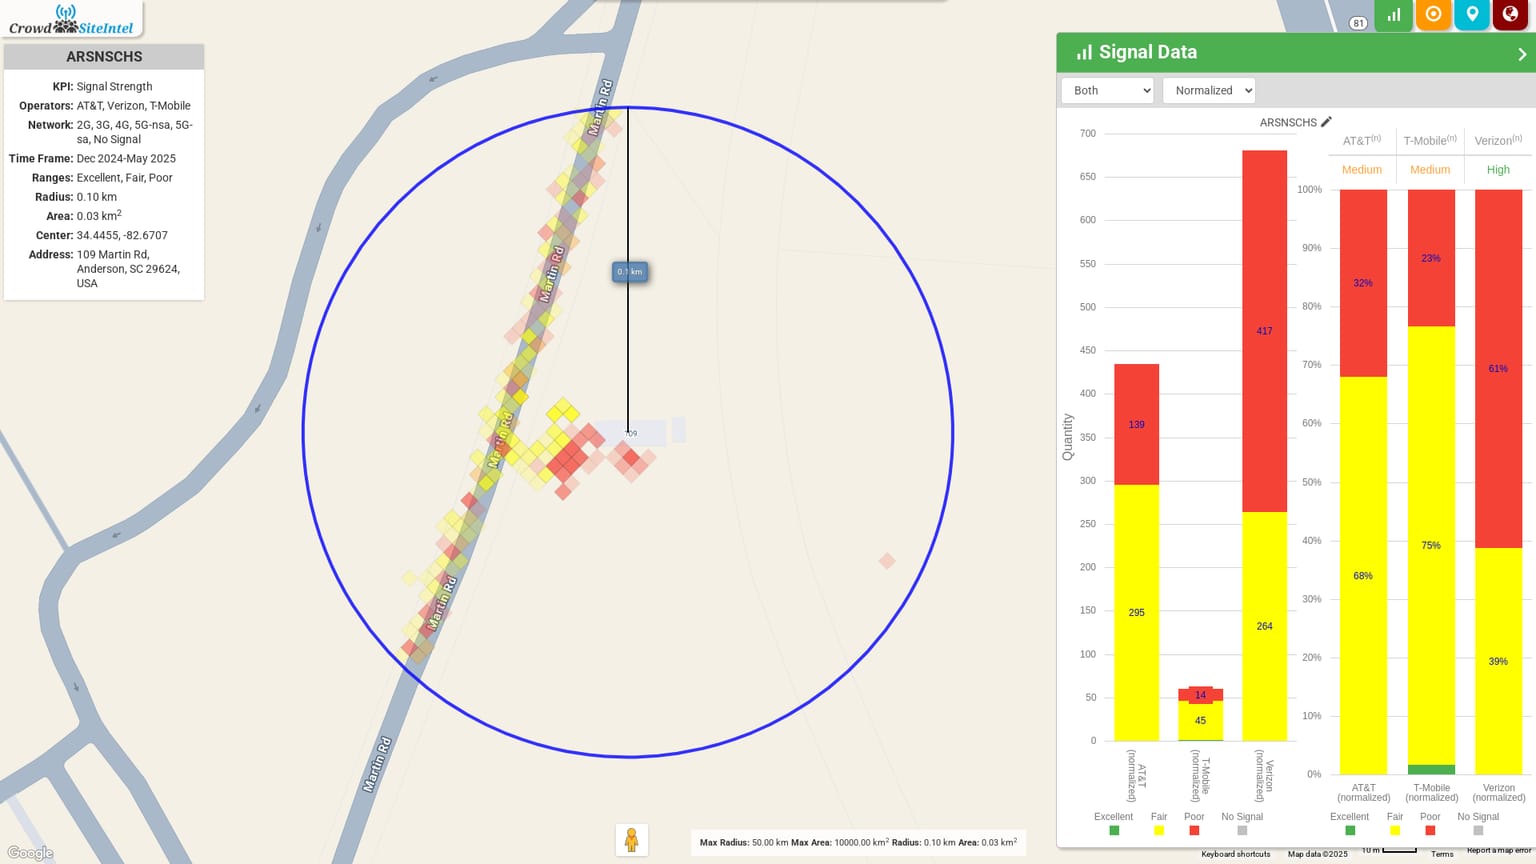 Crowd SiteIntel
ARSNSCHS
KPI: Signal Strength
Operators: AT&T, Verizon, T-Mobile
Network: 2G, 3G, 4G, 5G-nsa, 5G-
sa, No Signal
Time Frame: Dec 2024-May 2025
Ranges: Excellent, Fair, Poor
Radius: 0.10 km
Area: 0.03 km²
Center: 34.4455, -82.6707
Address: 109 Martin Rd,
Anderson, SC 29624,
USA
Martin Rd
Martin Rd
Martin Rd
Martin Rd
Martin Rd
0.1 km
109
81
Google
Max Radius: 50.00 km Max Area: 10000.00 km² Radius: 0.10 km Area: 0.03 km²
Signal Data
Both
Normalized
ARSNSCHS
Quantity
700
650
600
550
500
450
400
350
300
250
200
150
100
50
0
139
295
14
45
417
264
AT&T
(normalized)
T-Mobile
(normalized)
Verizon
(normalized)
Excellent Fair Poor No Signal
AT&T(n) T-Mobile(n) Verizon(n)
Medium Medium High
100%
90%
80%
70%
60%
50%
40%
30%
20%
10%
0%
32%
68%
23%
75%
61%
39%
AT&T
(normalized)
T-Mobile
(normalized)
Verizon
(normalized)
Excellent Fair Poor No Signal
Keyboard shortcuts Map data ©2025 10 m Terms Report a map error